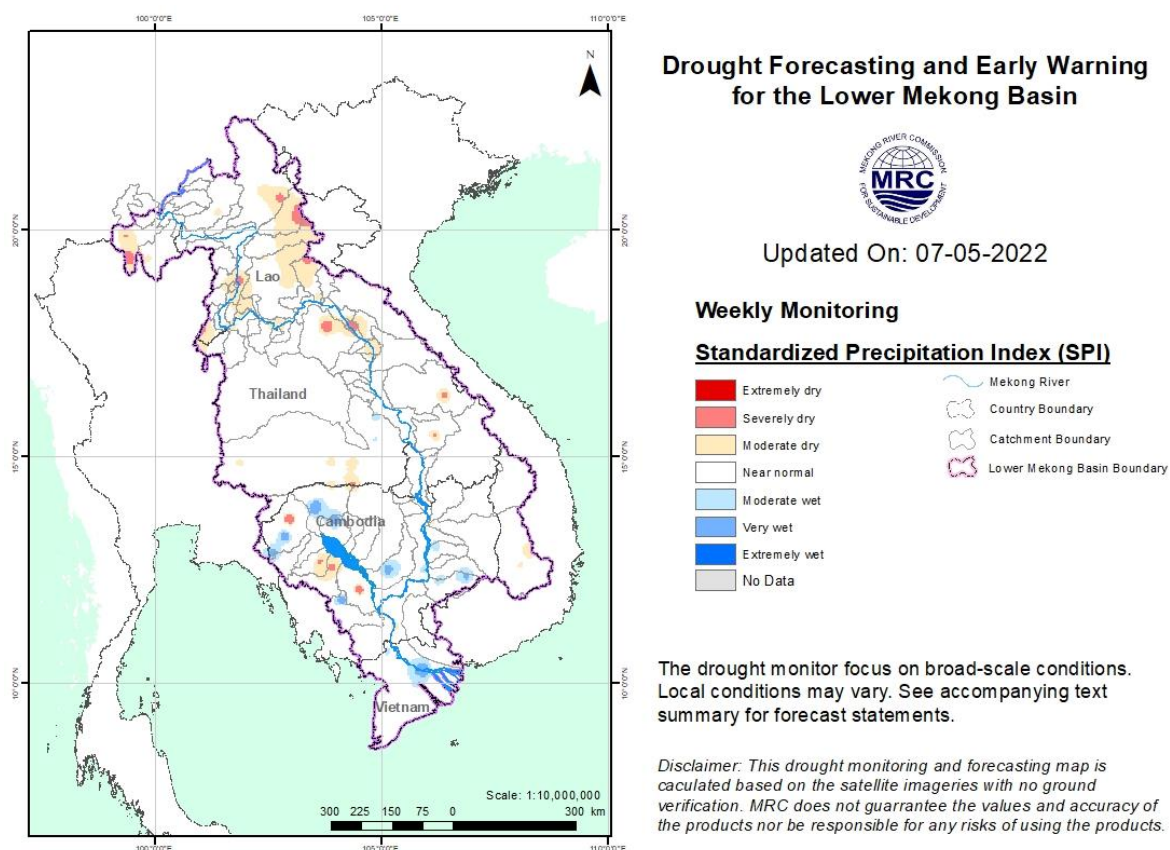 100°0'0"E 105°0'0"E 110°0'0"E
N
20°0'0"N 20°0'0"N
Lao
Thailand
15°0'0"N 15°0'0"N
Cambodia
10°0'0"N 10°0'0"N
Vietnam
Scale: 1:10,000,000
300 225 150 75 0 300 km
100°0'0"E 105°0'0"E 110°0'0"E
Drought Forecasting and Early Warning
for the Lower Mekong Basin
MEKONG RIVER COMMISSION
MRC
FOR SUSTAINABLE DEVELOPMENT
Updated On: 07-05-2022
Weekly Monitoring
Standardized Precipitation Index (SPI)
Extremely dry
Severely dry
Moderate dry
Near normal
Moderate wet
Very wet
Extremely wet
No Data
Mekong River
Country Boundary
Catchment Boundary
Lower Mekong Basin Boundary
The drought monitor focus on broad-scale conditions.
Local conditions may vary. See accompanying text
summary for forecast statements.
Disclaimer: This drought monitoring and forecasting map is
caculated based on the satellite imageries with no ground
verification. MRC does not guarrantee the values and accuracy of
the products nor be responsible for any risks of using the products.